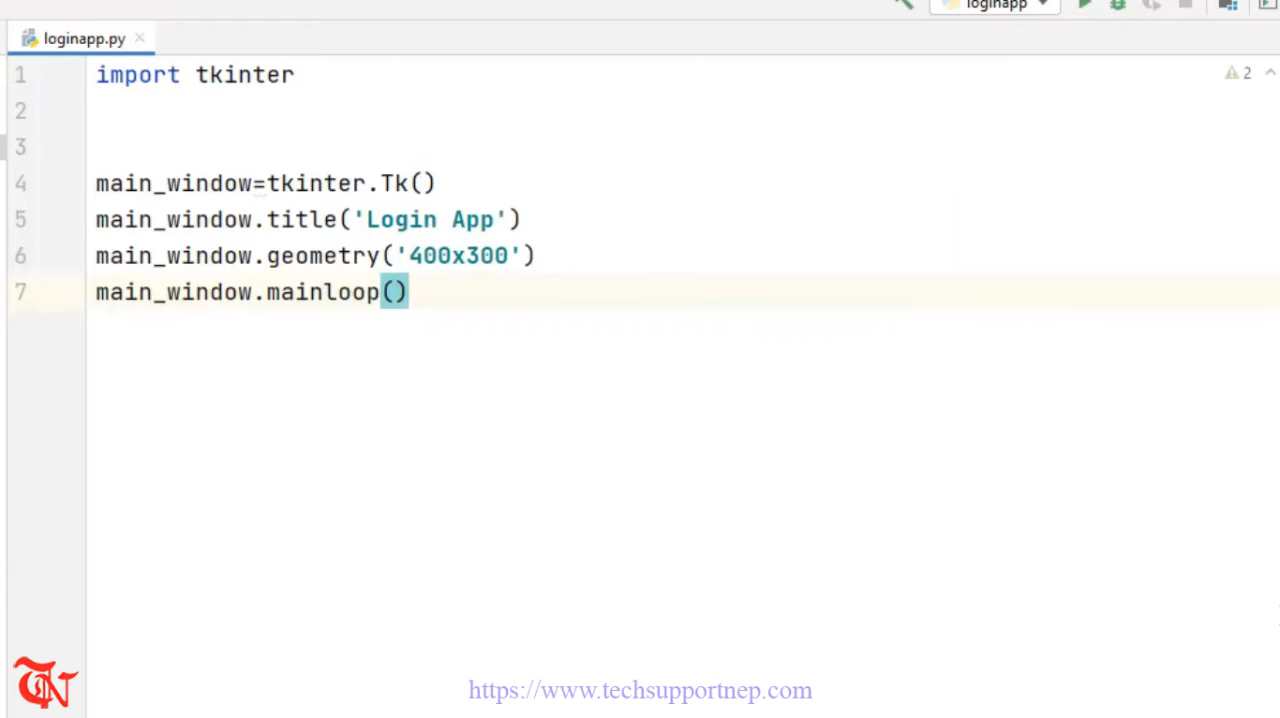 loginapp
loginapp.py
1 import tkinter
2
3
4 main_window=tkinter.Tk()
5 main_window.title('Login App')
6 main_window.geometry('400x300')
7 main_window.mainloop()
2
TN
https://www.techsupportnep.com